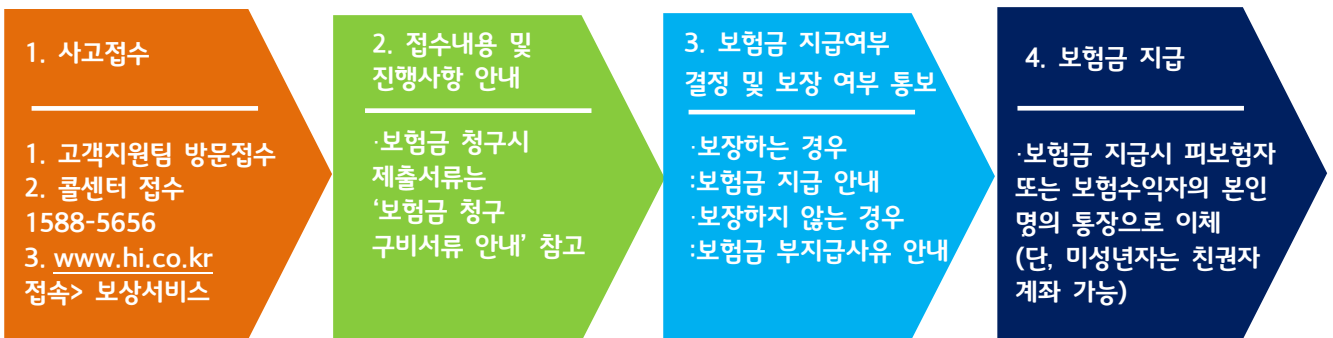 1. 사고접수
1. 고객지원팀 방문접수
2. 콜센터 접수
1588-5656
3. www.hi.co.kr
접속> 보상서비스
2. 접수내용 및
진행사항 안내
·보험금 청구시
제출서류는
‘보험금 청구
구비서류 안내’ 참고
3. 보험금 지급여부
결정 및 보장 여부 통보
·보장하는 경우
:보험금 지급 안내
·보장하지 않는 경우
:보험금 부지급사유 안내
4. 보험금 지급
·보험금 지급시 피보험자
또는 보험수익자의 본인
명의 통장으로 이체
(단, 미성년자는 친권자
계좌 가능)